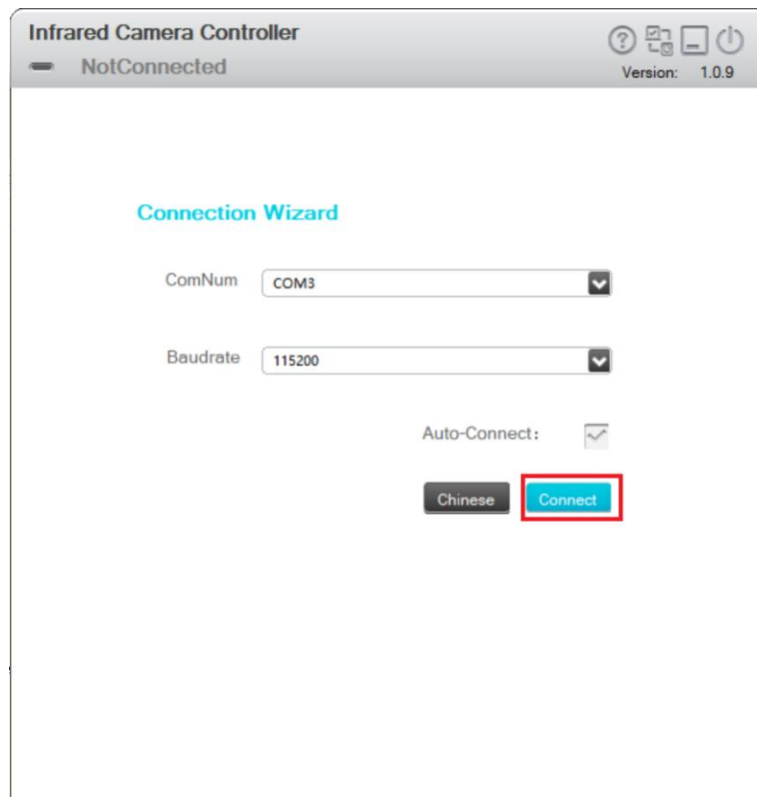 Infrared Camera Controller
NotConnected
Version: 1.0.9
Connection Wizard
ComNum COM3
Baudrate 115200
Auto-Connect:
Chinese Connect